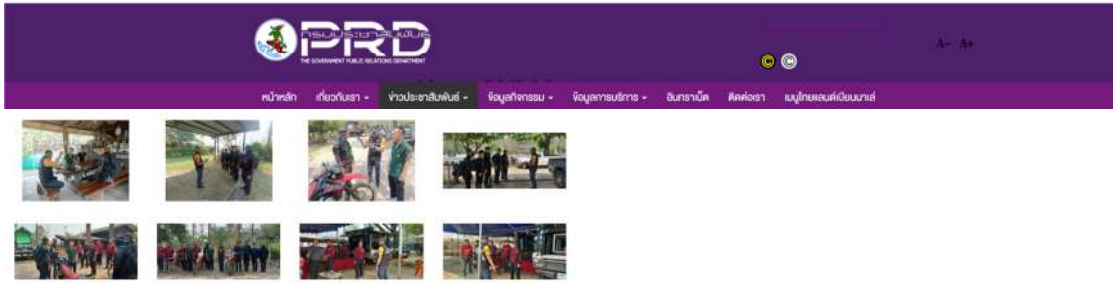 กรมประชาสัมพันธ์
PRD
THE GOVERNMENT PUBLIC RELATIONS DEPARTMENT
A- A+
C C
หน้าหลัก เกี่ยวกับเรา ข่าวประชาสัมพันธ์ ข้อมูลกิจกรรม ข้อมูลการบริการ อินทราเน็ต ติดต่อเรา เมนูไทยแลนด์เบียนนาเล่